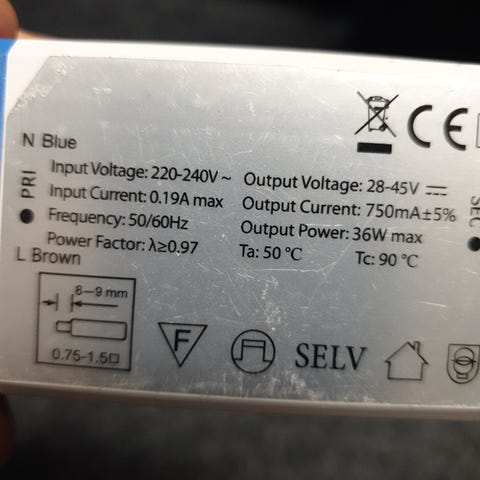 N Blue
PRI
Input Voltage: 220-240V~
Input Current: 0.19A max
Frequency: 50/60Hz
Power Factor: λ≥0.97
L Brown
Output Voltage: 28-45V ⎓
Output Current: 750mA±5%
Output Power: 36W max
Ta: 50 °C Tc: 90 °C
SEC
CE
8-9 mm
0.75-1.5□
F
SELV